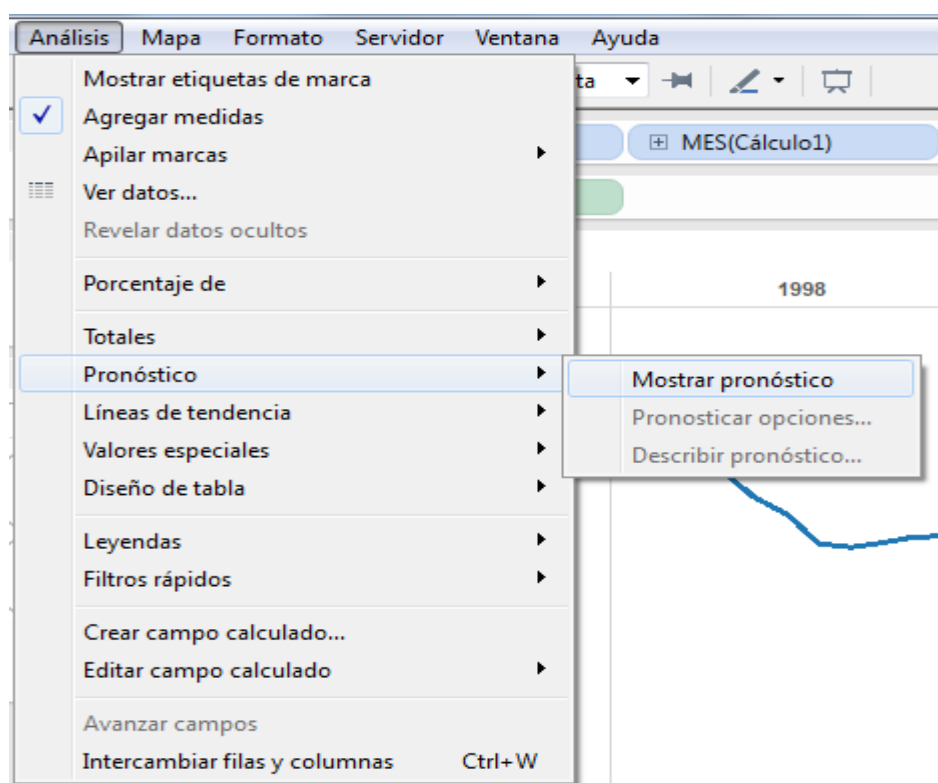 Análisis Mapa Formato Servidor Ventana Ayuda
Mostrar etiquetas de marca
ta
Agregar medidas
MES(Cálculo1)
Apilar marcas
Ver datos...
Revelar datos ocultos
Porcentaje de
1998
Totales
Pronóstico
Mostrar pronóstico
Líneas de tendencia
Pronosticar opciones...
Valores especiales
Describir pronóstico...
Diseño de tabla
Leyendas
Filtros rápidos
Crear campo calculado...
Editar campo calculado
Avanzar campos
Intercambiar filas y columnas Ctrl+W